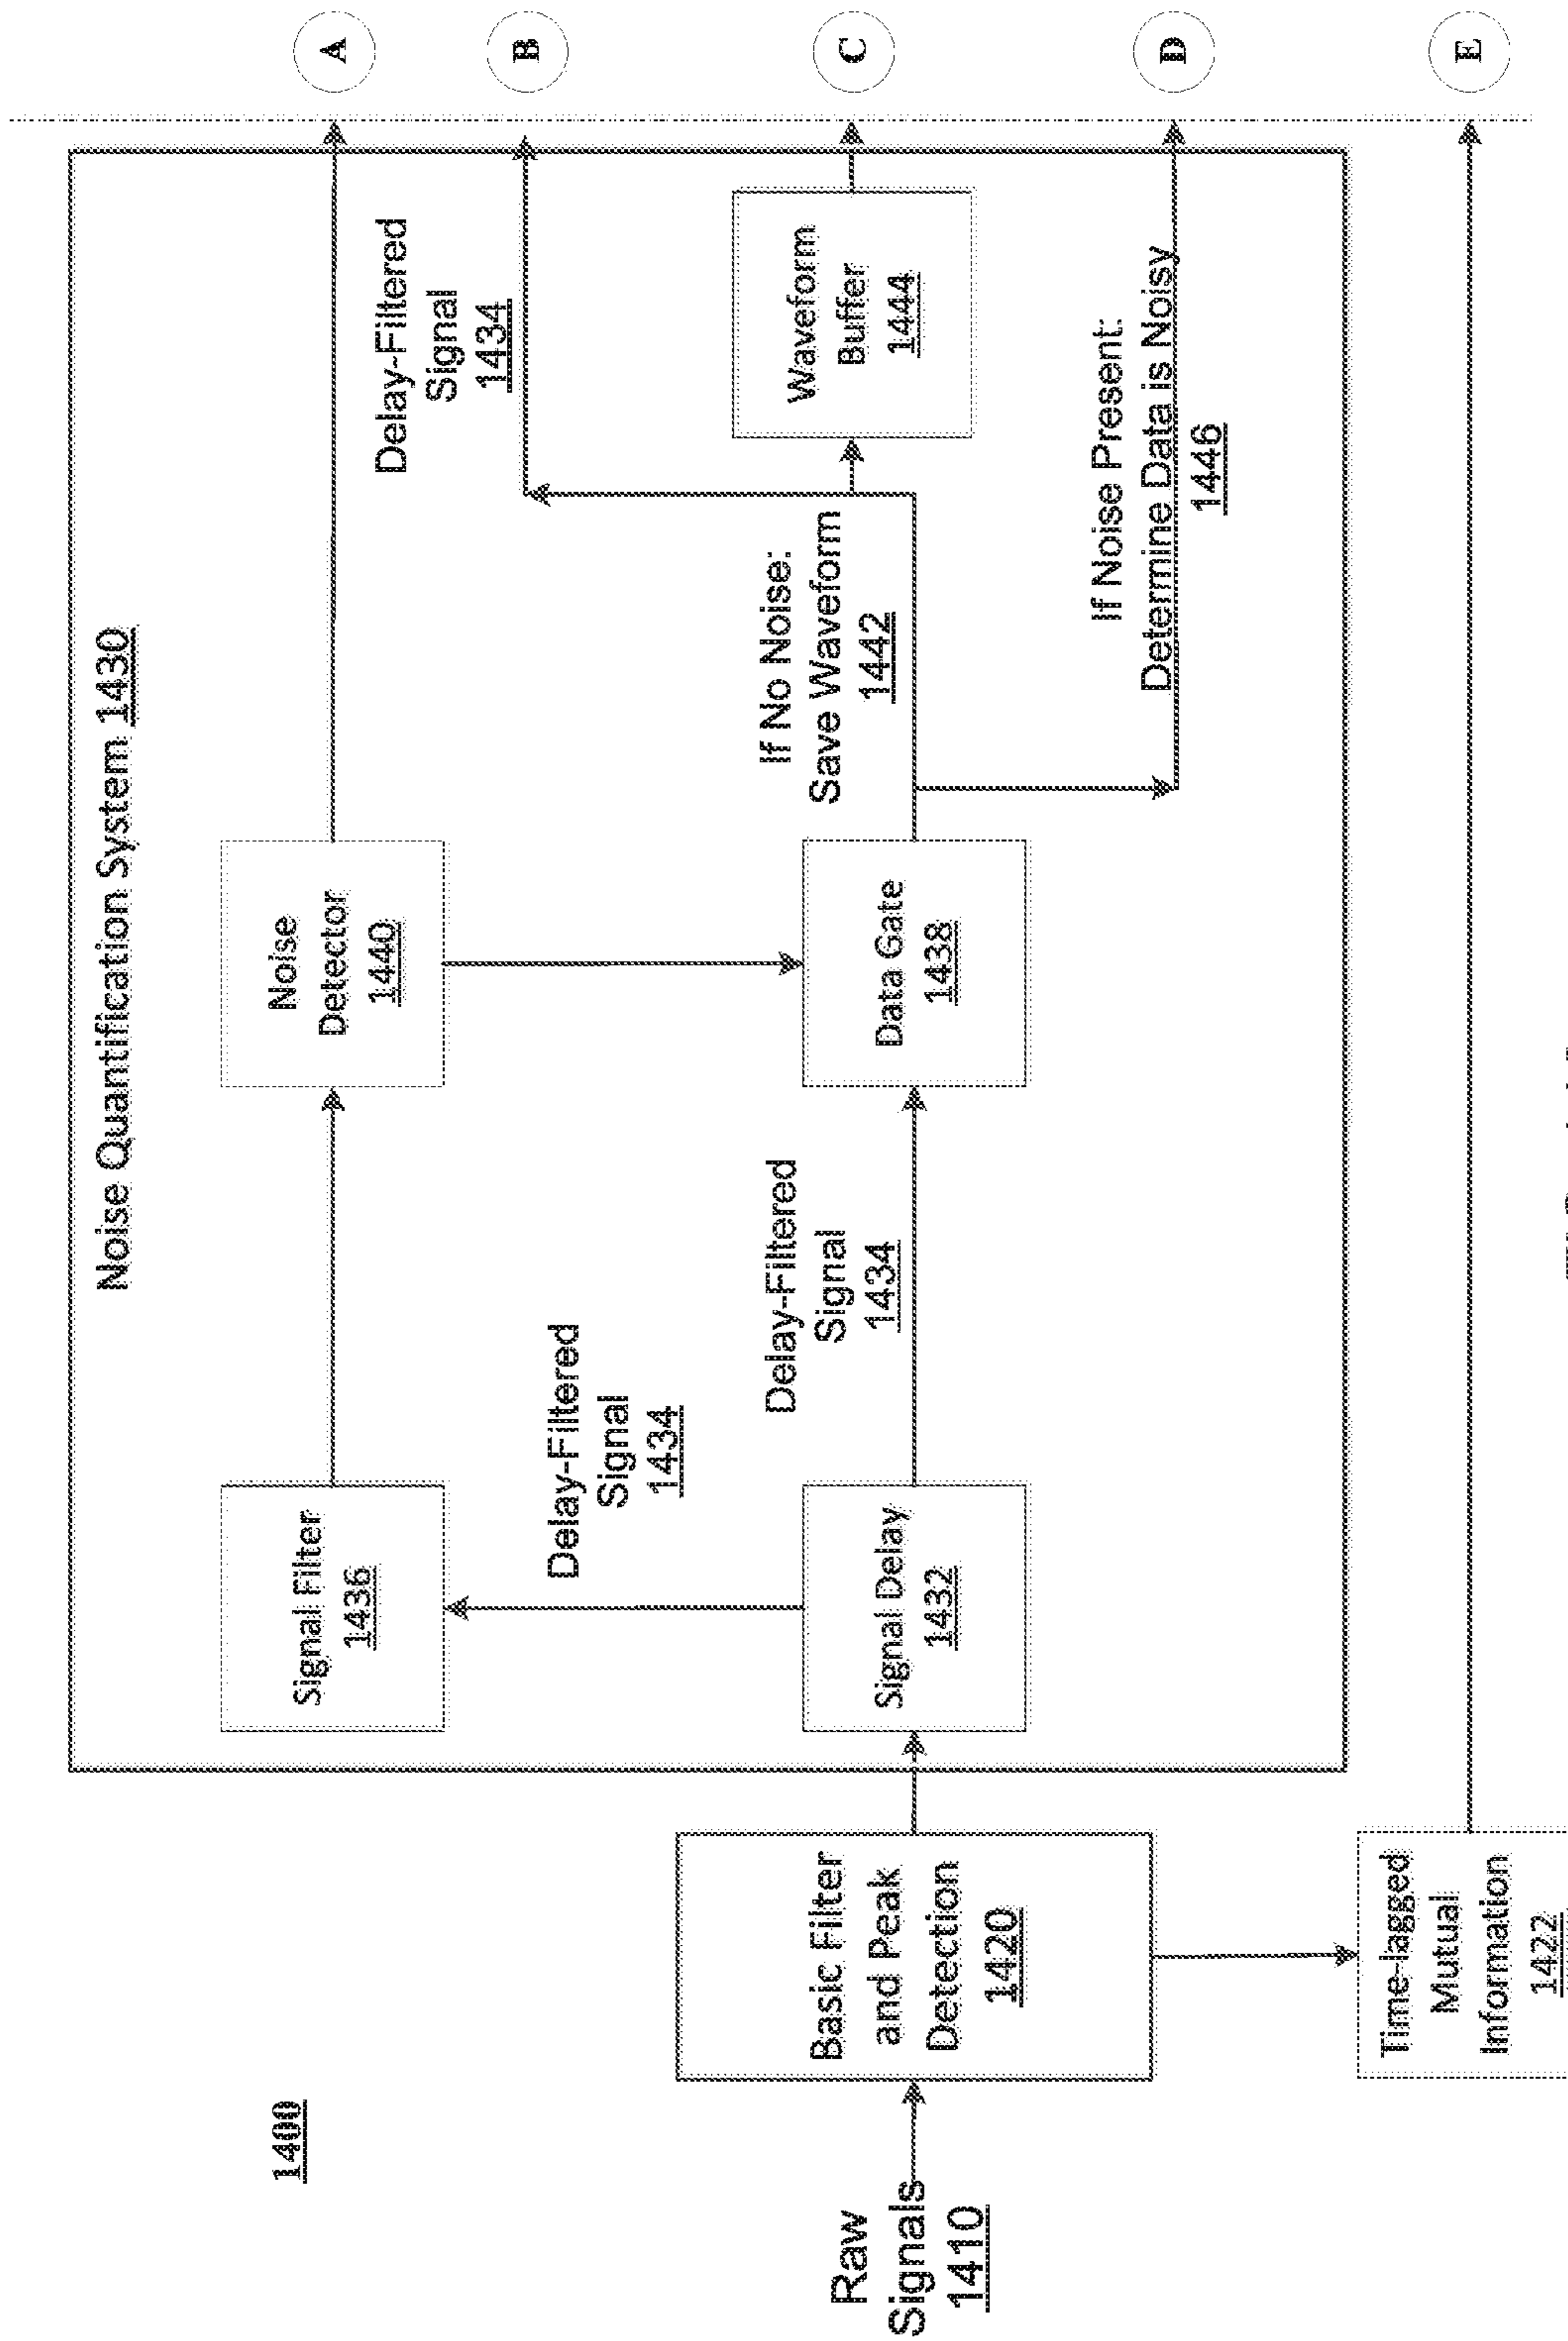 1400
Raw
Signals
1410
Basic Filter
and Peak
Detection
1420
Time-lagged
Mutual
Information
1422
Noise Quantification System 1430
Signal Filter
1436
Delay-Filtered
Signal
1434
Signal Delay
1432
Delay-Filtered
Signal
1434
Noise
Detector
1440
Data Gate
1438
If No Noise:
Save Waveform
1442
Delay-Filtered
Signal
1434
Waveform
Buffer
1444
If Noise Present:
Determine Data is Noisy
1446
A
B
C
D
E